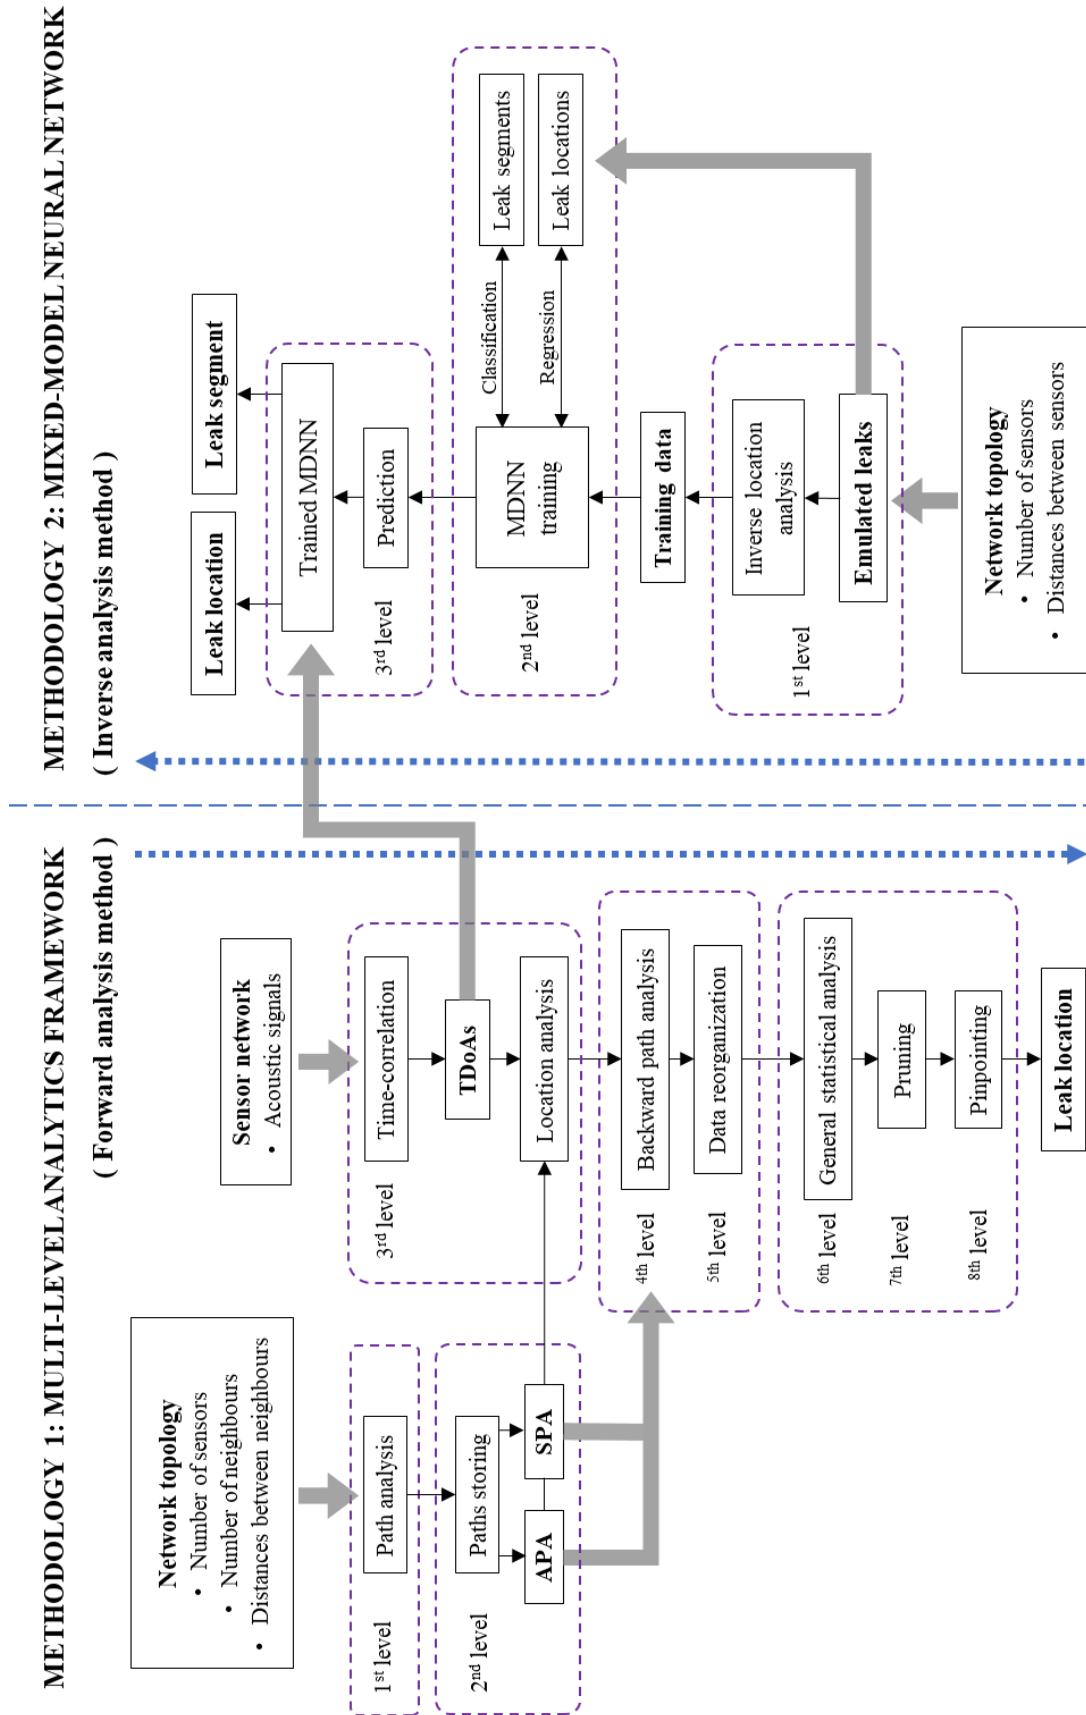 METHODOLOGY 1: MULTI-LEVEL ANALYTICS FRAMEWORK
( Forward analysis method )
Network topology
• Number of sensors
• Number of neighbours
• Distances between neighbours
Sensor network
• Acoustic signals
1st level
Path analysis
2nd level
Paths storing
APA
SPA
3rd level
Time-correlation
TDoAs
Location analysis
4th level
Backward path analysis
5th level
Data reorganization
6th level
General statistical analysis
7th level
Pruning
8th level
Pinpointing
Leak location
METHODOLOGY 2: MIXED-MODEL NEURAL NETWORK
( Inverse analysis method )
Leak location
Leak segment
Trained MDNN
3rd level
Prediction
2nd level
MDNN
training
Classification
Regression
Leak segments
Leak locations
Training data
1st level
Inverse location
analysis
Emulated leaks
Network topology
• Number of sensors
• Distances between sensors